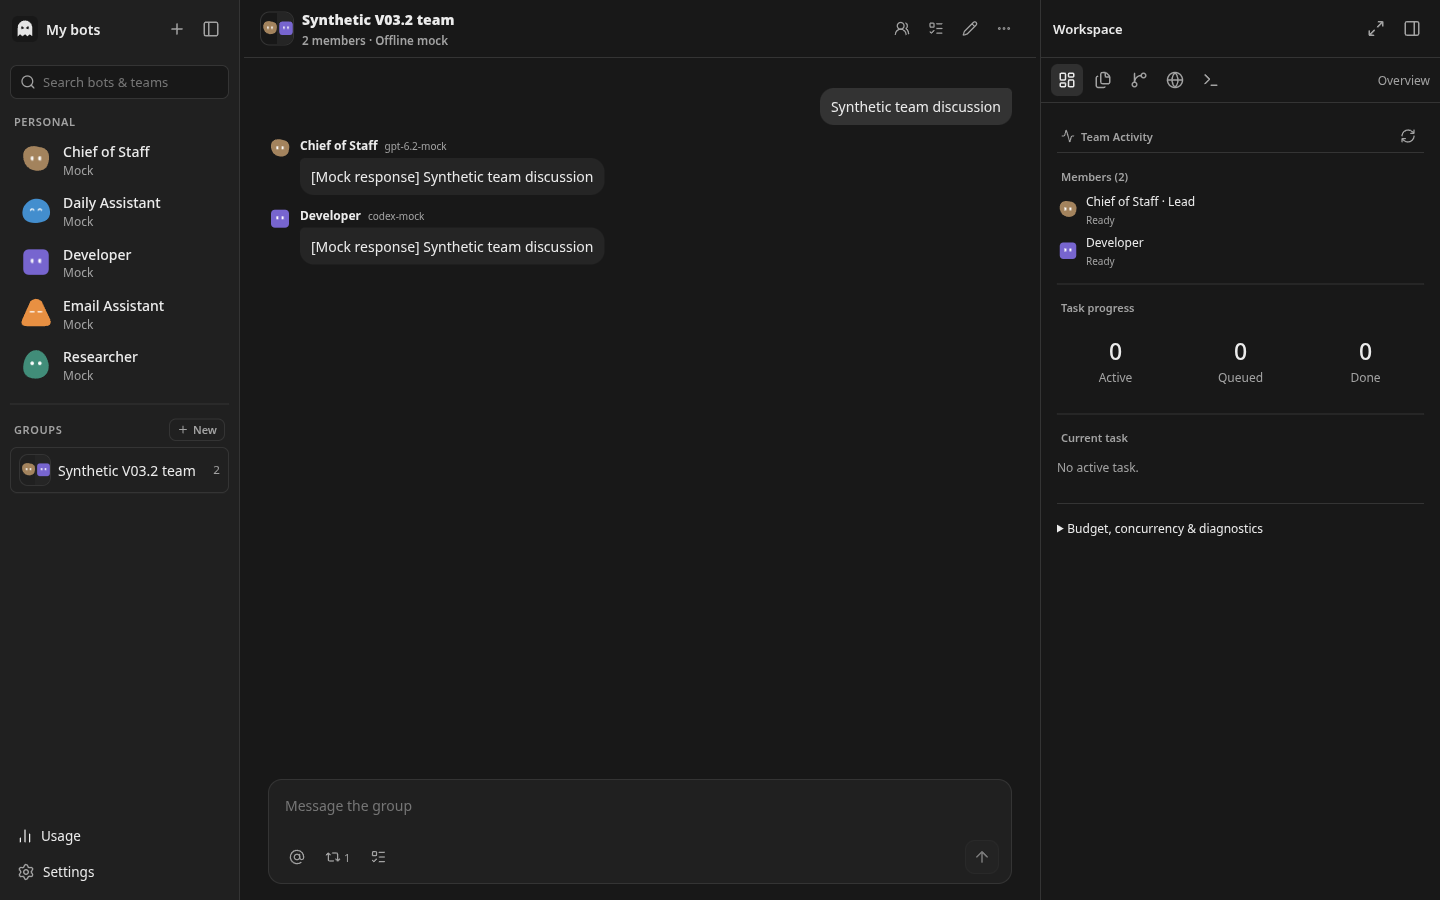 My bots
Search bots & teams
PERSONAL
Chief of Staff
Mock
Daily Assistant
Mock
Developer
Mock
Email Assistant
Mock
Researcher
Mock
GROUPS
New
Synthetic V03.2 team 2
Usage
Settings
Synthetic V03.2 team
2 members · Offline mock
Synthetic team discussion
Chief of Staff gpt-6.2-mock
[Mock response] Synthetic team discussion
Developer codex-mock
[Mock response] Synthetic team discussion
Message the group
1
Workspace
Overview
Team Activity
Members (2)
Chief of Staff · Lead
Ready
Developer
Ready
Task progress
0 0 0
Active Queued Done
Current task
No active task.
Budget, concurrency & diagnostics